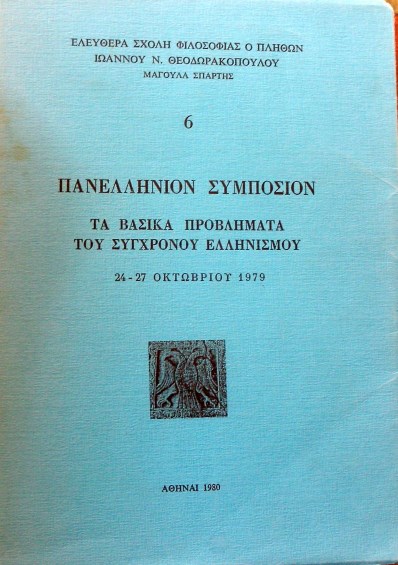 ΕΛΕΥΘΕΡΑ ΣΧΟΛΗ ΦΙΛΟΣΟΦΙΑΣ Ο ΠΛΗΘΩΝ
ΙΩΑΝΝΟΥ Ν. ΘΕΟΔΩΡΑΚΟΠΟΥΛΟΥ
ΜΑΓΟΥΛΑ ΣΠΑΡΤΗΣ
6
ΠΑΝΕΛΛΗΝΙΟΝ ΣΥΜΠΟΣΙΟΝ
ΤΑ ΒΑΣΙΚΑ ΠΡΟΒΛΗΜΑΤΑ
ΤΟΥ ΣΥΓΧΡΟΝΟΥ ΕΛΛΗΝΙΣΜΟΥ
24-27 ΟΚΤΩΒΡΙΟΥ 1979
ΑΘΗΝΑΙ 1980